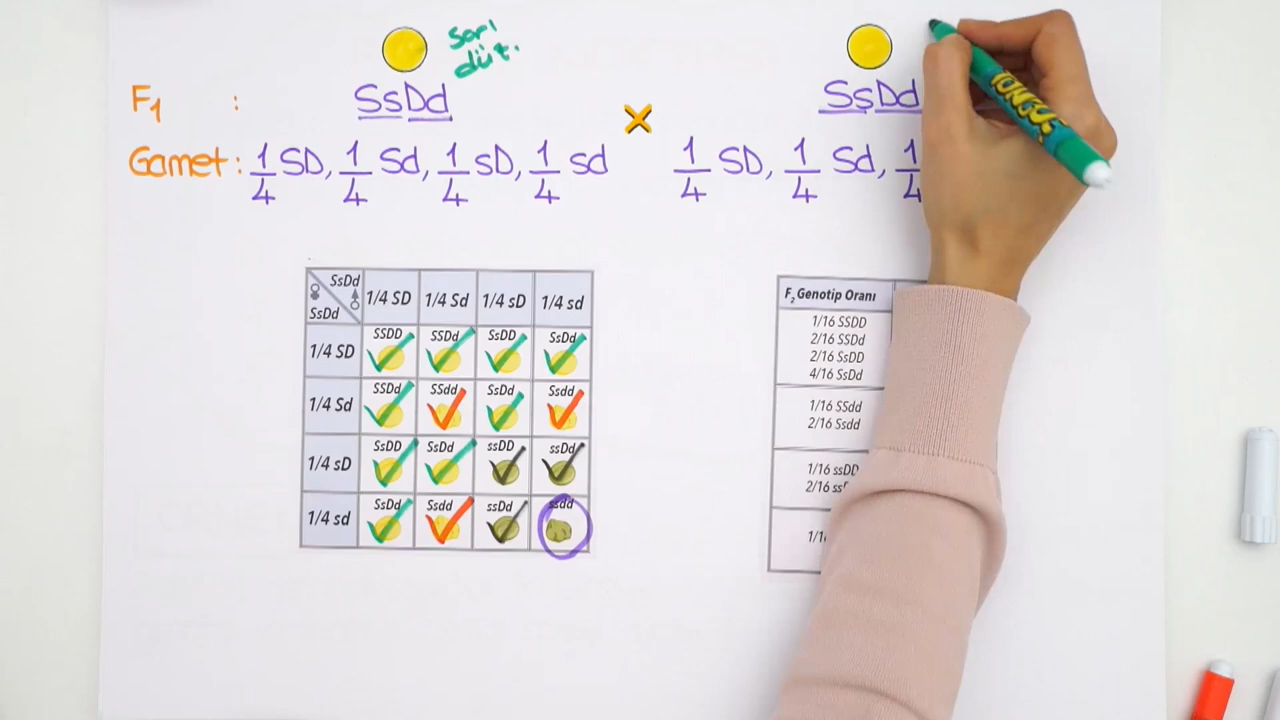 Sarı
düz.
F1 : SsDd × SsDd
Gamet: 1/4 SD, 1/4 Sd, 1/4 sD, 1/4 sd 1/4 SD, 1/4 Sd, 1/4
SsDd
SsDd
1/4 SD 1/4 Sd 1/4 sD 1/4 sd
SSDD SSDd SsDD SsDd
1/4 SD
SSDd SSdd SsDd Ssdd
1/4 Sd
SsDD SsDd ssDD ssDd
1/4 sD
SsDd Ssdd ssDd ssdd
1/4 sd
F2 Genotip Oranı
1/16 SSDD
2/16 SSDd
2/16 SsDD
4/16 SsDd
1/16 SSdd
2/16 Ssdd
1/16 ssDD
2/16